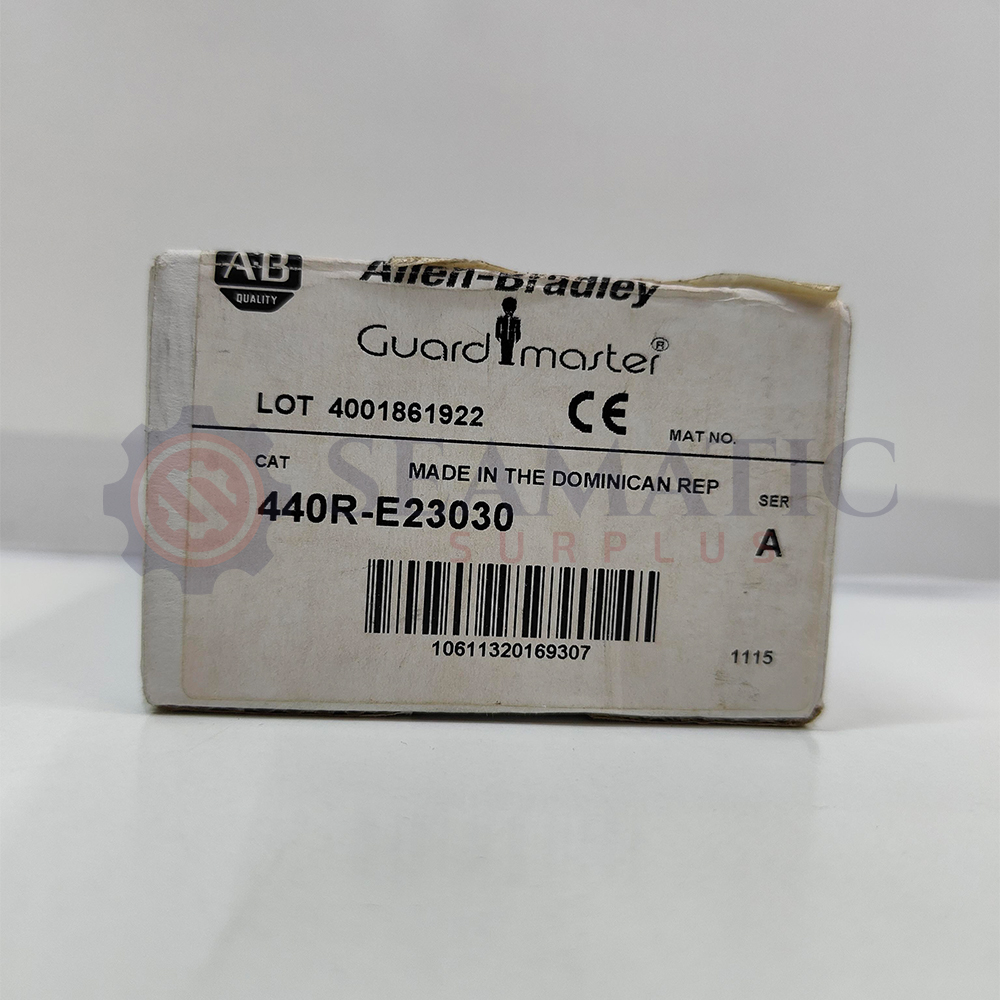 A-B Allen-Bradley
QUALITY
Guardmaster®
LOT 4001861922 CE MAT NO.
CAT MADE IN THE DOMINICAN REP SER
440R-E23030 A
SEAMATIC
SURPLUS
10611320169307
1115